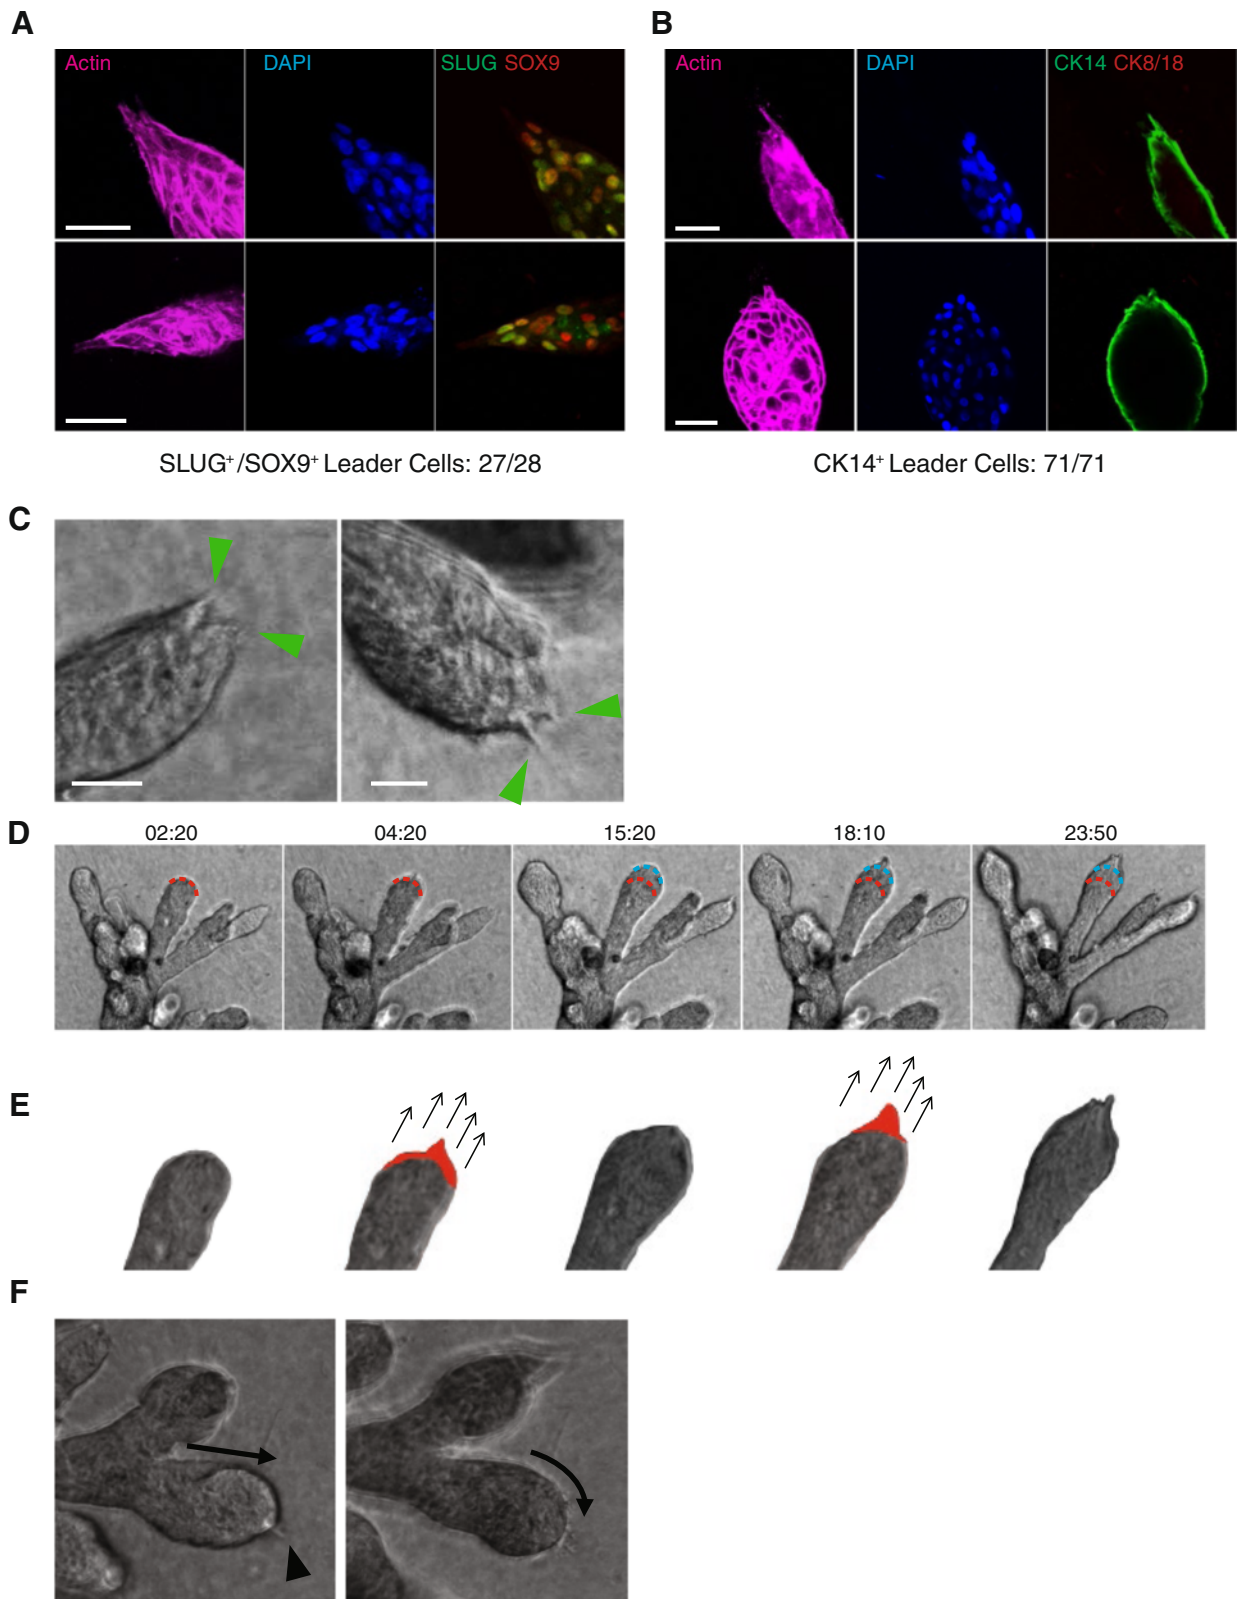 A
B
Actin DAPI SLUG SOX9
Actin DAPI CK14 CK8/18
SLUG⁺/SOX9⁺ Leader Cells: 27/28
CK14⁺ Leader Cells: 71/71
C
D
02:20 04:20 15:20 18:10 23:50
E
F